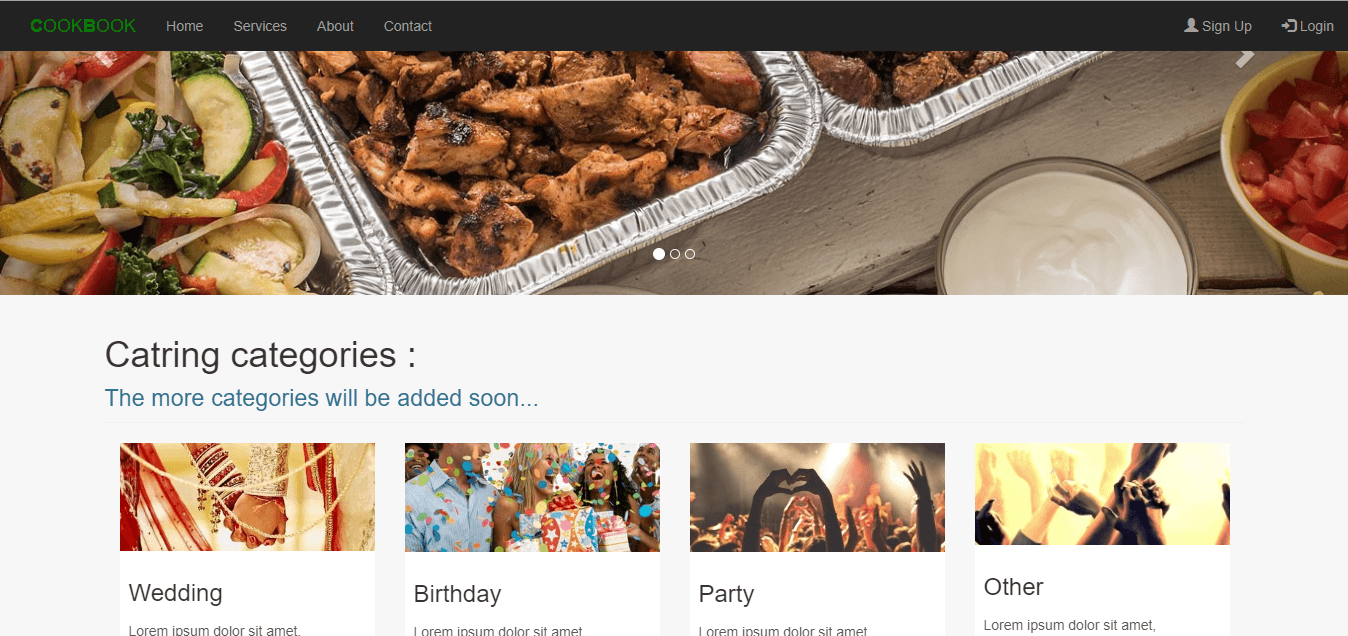 COOKBOOK Home Services About Contact Sign Up Login
Catring categories :
The more categories will be added soon...
Wedding
Lorem ipsum dolor sit amet,
Birthday
Lorem ipsum dolor sit amet
Party
Lorem ipsum dolor sit amet
Other
Lorem ipsum dolor sit amet,